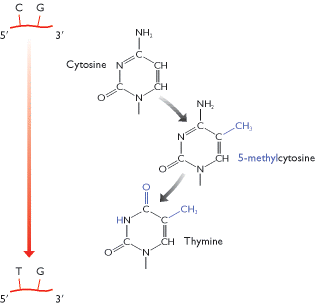 C G
5′ 3′
NH₂
C
N CH
Cytosine
C CH
O N
NH₂
C CH₃
N C
C CH
O N
5-methylcytosine
O
C CH₃
HN C
C CH
O N
Thymine
T G
5′ 3′